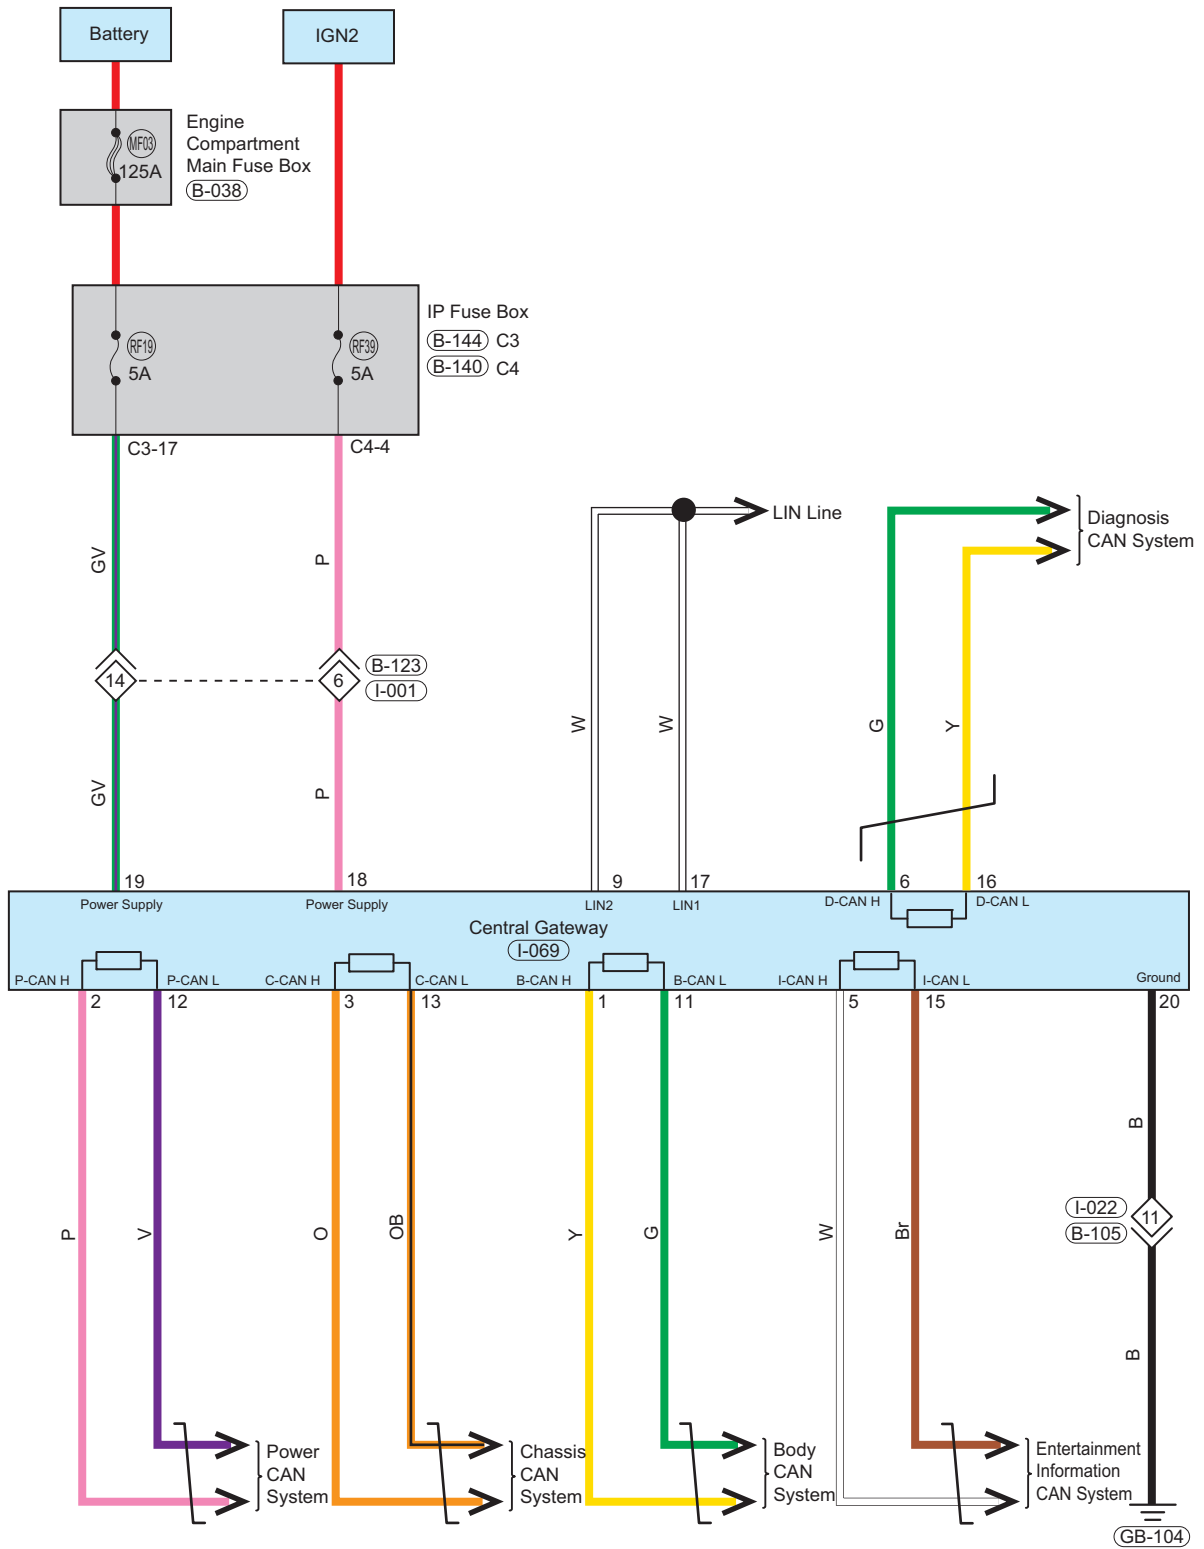 Battery
IGN2
MF03
125A
Engine
Compartment
Main Fuse Box
B-038
RF19
5A
RF39
5A
IP Fuse Box
B-144 C3
B-140 C4
C3-17
C4-4
LIN Line
Diagnosis
CAN System
GV
P
14
6
B-123
I-001
W
W
G
Y
GV
P
19
18
9
17
6
16
Power Supply
Power Supply
LIN2
LIN1
D-CAN H
D-CAN L
Central Gateway
I-069
P-CAN H
P-CAN L
C-CAN H
C-CAN L
B-CAN H
B-CAN L
I-CAN H
I-CAN L
Ground
2
12
3
13
1
11
5
15
20
B
P
V
O
OB
Y
G
W
Br
I-022
B-105
11
B
Power
CAN
System
Chassis
CAN
System
Body
CAN
System
Entertainment
Information
CAN System
GB-104